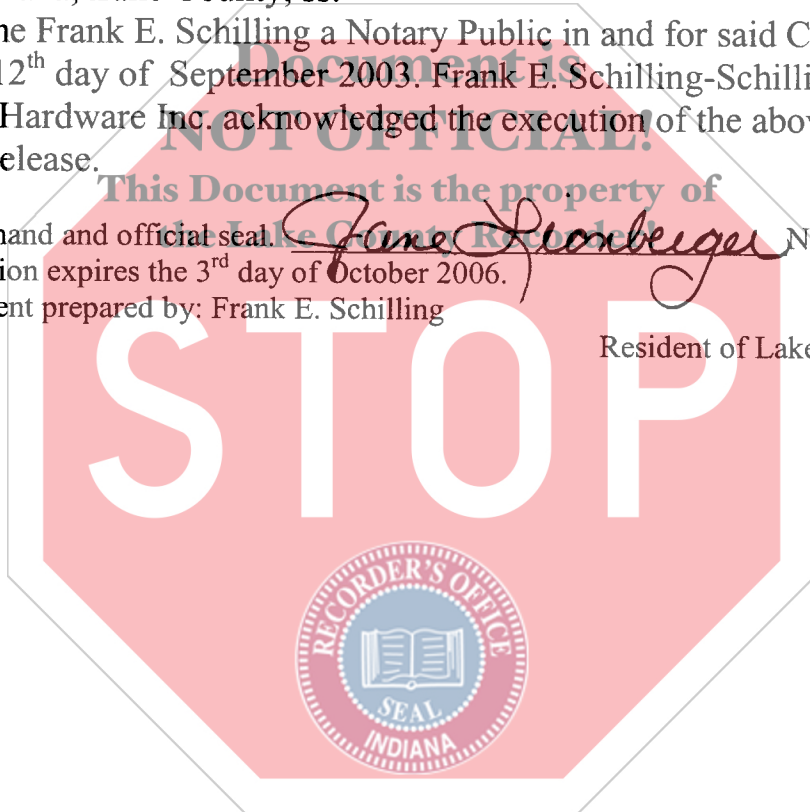 he Frank E. Schilling a Notary Public in and for said C
12th day of September 2003. Frank E. Schilling-Schilli
Hardware Inc. acknowledged the execution of the abov
elease.
Document is
NOT OFFICIAL!
This Document is the property of
the Lake County Recorder!
hand and official seal. Jane Lionberger N
ion expires the 3rd day of October 2006.
ent prepared by: Frank E. Schilling
Resident of Lake
STOP
RECORDER'S OFFICE
SEAL
INDIANA